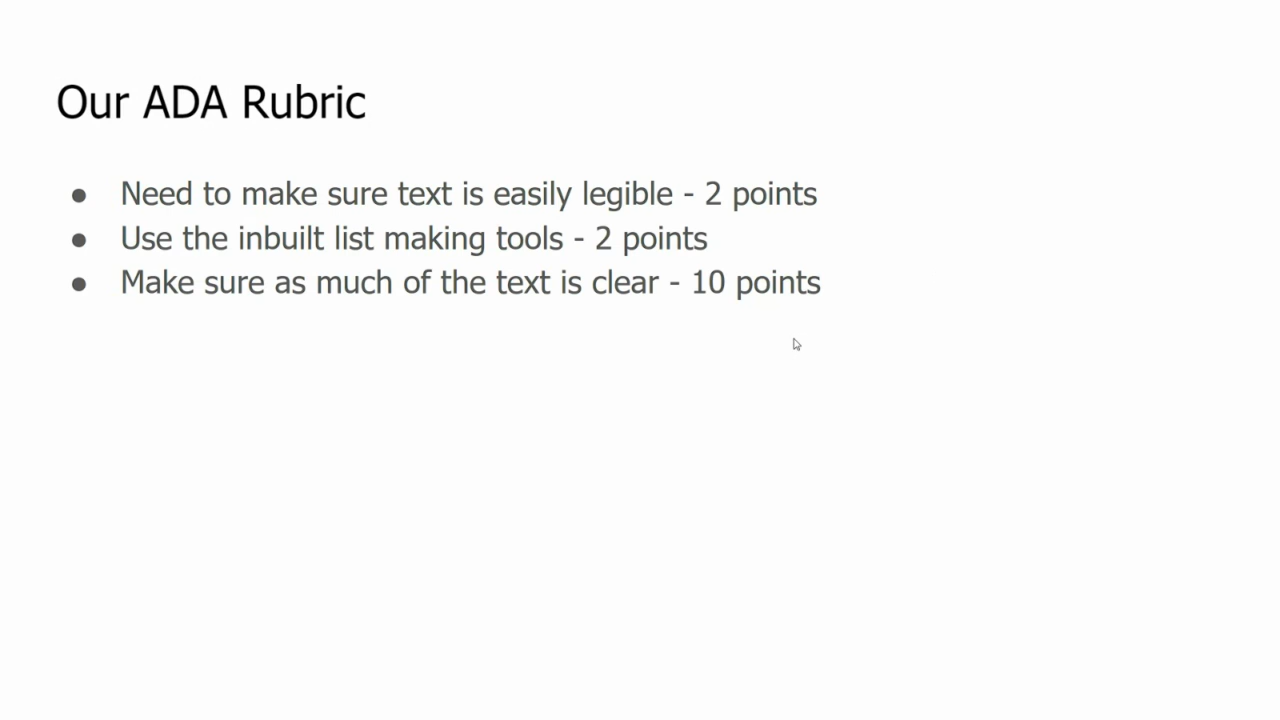 Our ADA Rubric
● Need to make sure text is easily legible - 2 points
● Use the inbuilt list making tools - 2 points
● Make sure as much of the text is clear - 10 points